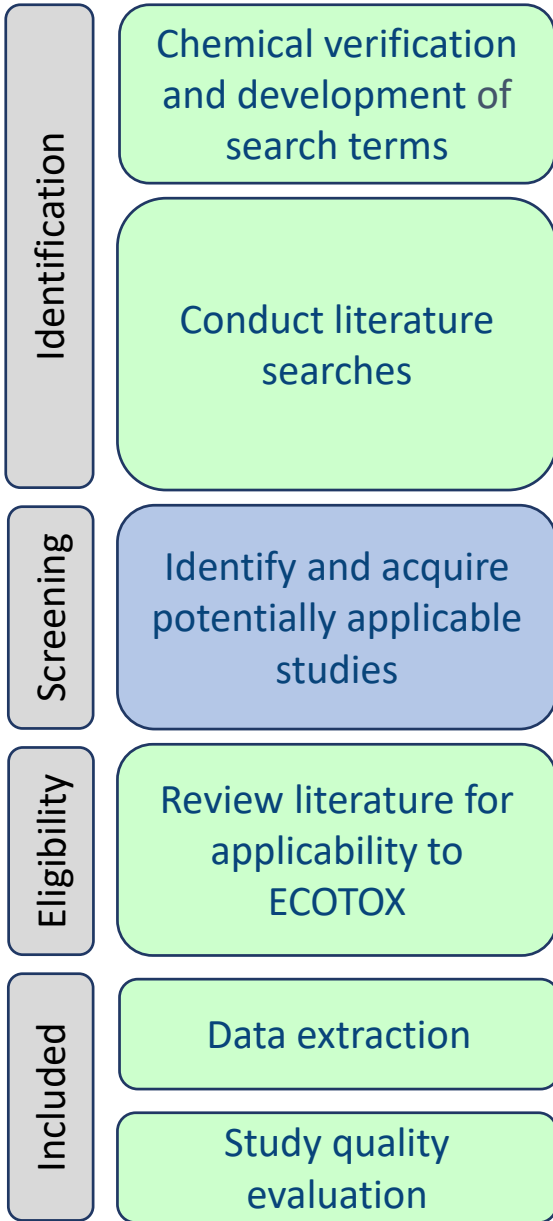 Identification
Chemical verification
and development of
search terms
Conduct literature
searches
Screening
Identify and acquire
potentially applicable
studies
Eligibility
Review literature for
applicability to
ECOTOX
Included
Data extraction
Study quality
evaluation